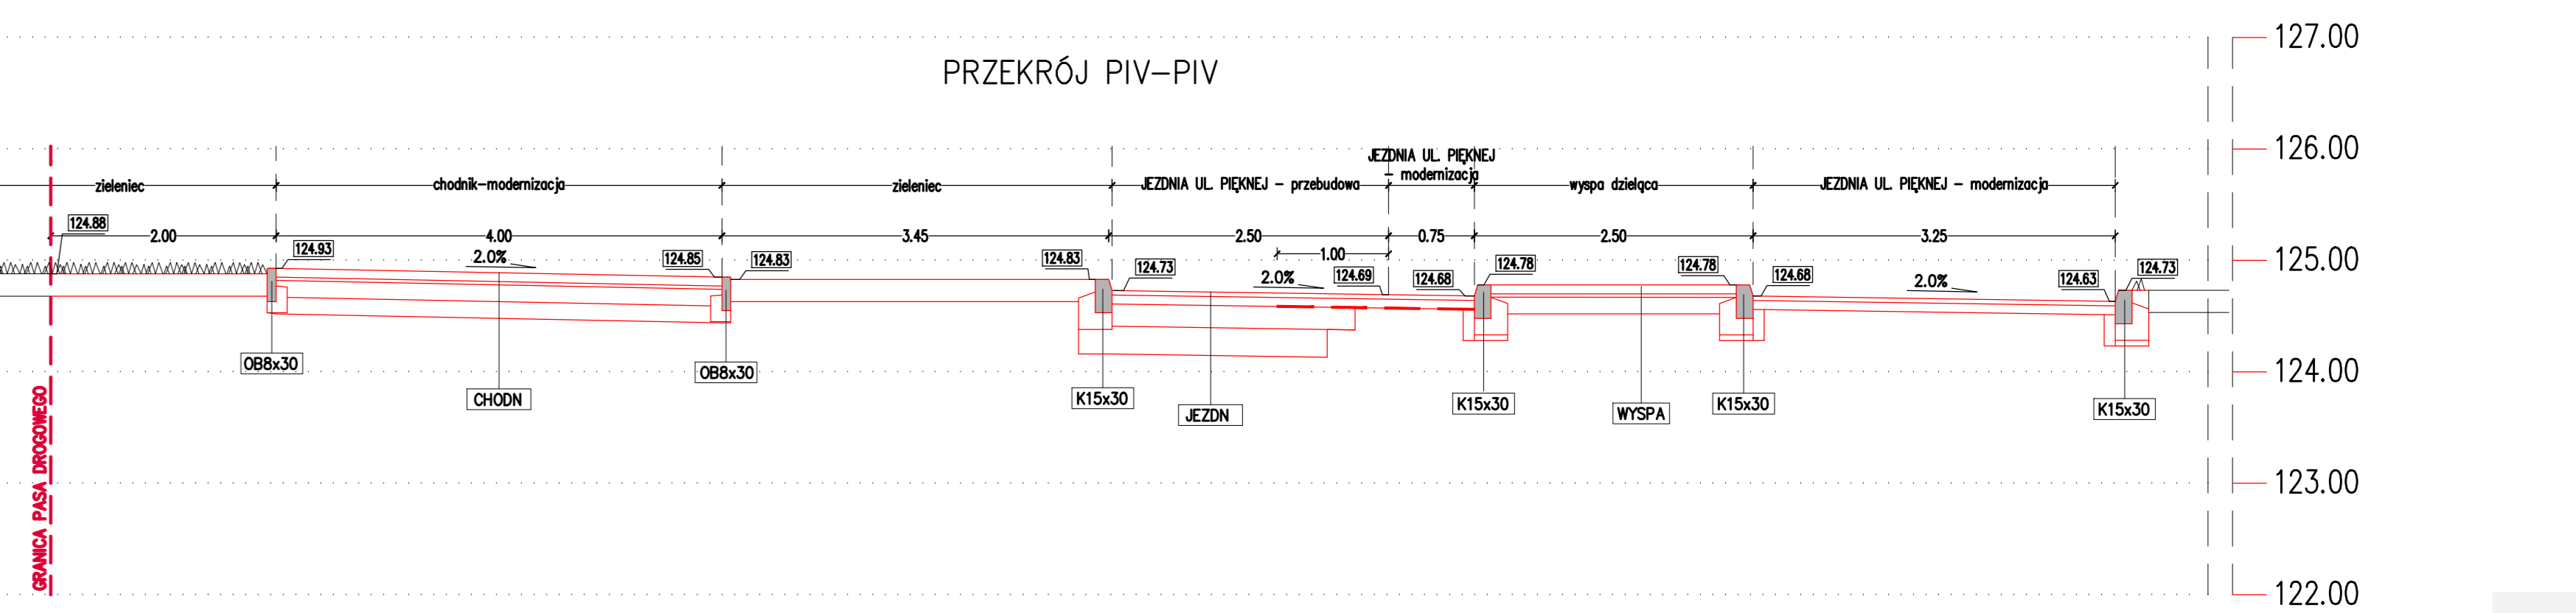 127.00
PRZEKRÓJ PIV-PIV
126.00
JEZDNIA UL. PIĘKNEJ
- modernizacja
zieleniec
chodnik-modernizacja
zieleniec
JEZDNIA UL. PIĘKNEJ - przebudowa
wyspa dzieląca
JEZDNIA UL. PIĘKNEJ - modernizacja
124.88
2.00
4.00
3.45
2.50
0.75
2.50
3.25
124.93
2.0%
124.85
124.83
124.83
124.73
1.00
2.0%
124.69
124.68
124.78
124.78
124.68
2.0%
124.63
124.73
125.00
OB8x30
CHODN
OB8x30
K15x30
JEZDN
K15x30
WYSPA
K15x30
K15x30
124.00
GRANICA PASA DROGOWEGO
123.00
122.00